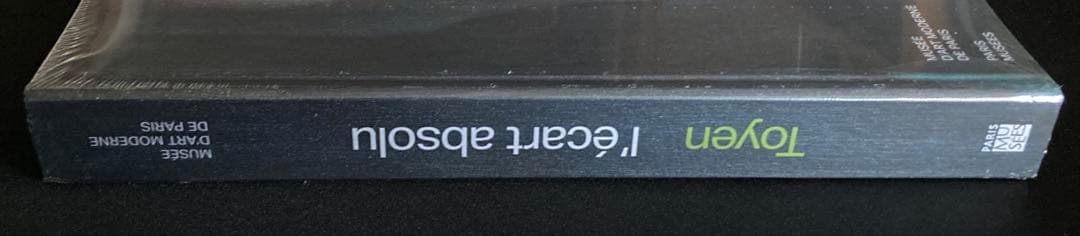 MUSÉE
D'ART MODERNE
DE PARIS
PARIS
MUSÉES
PARIS
MU
SÉES
Toyen l'écart absolu
MUSÉE
D'ART MODERNE
DE PARIS